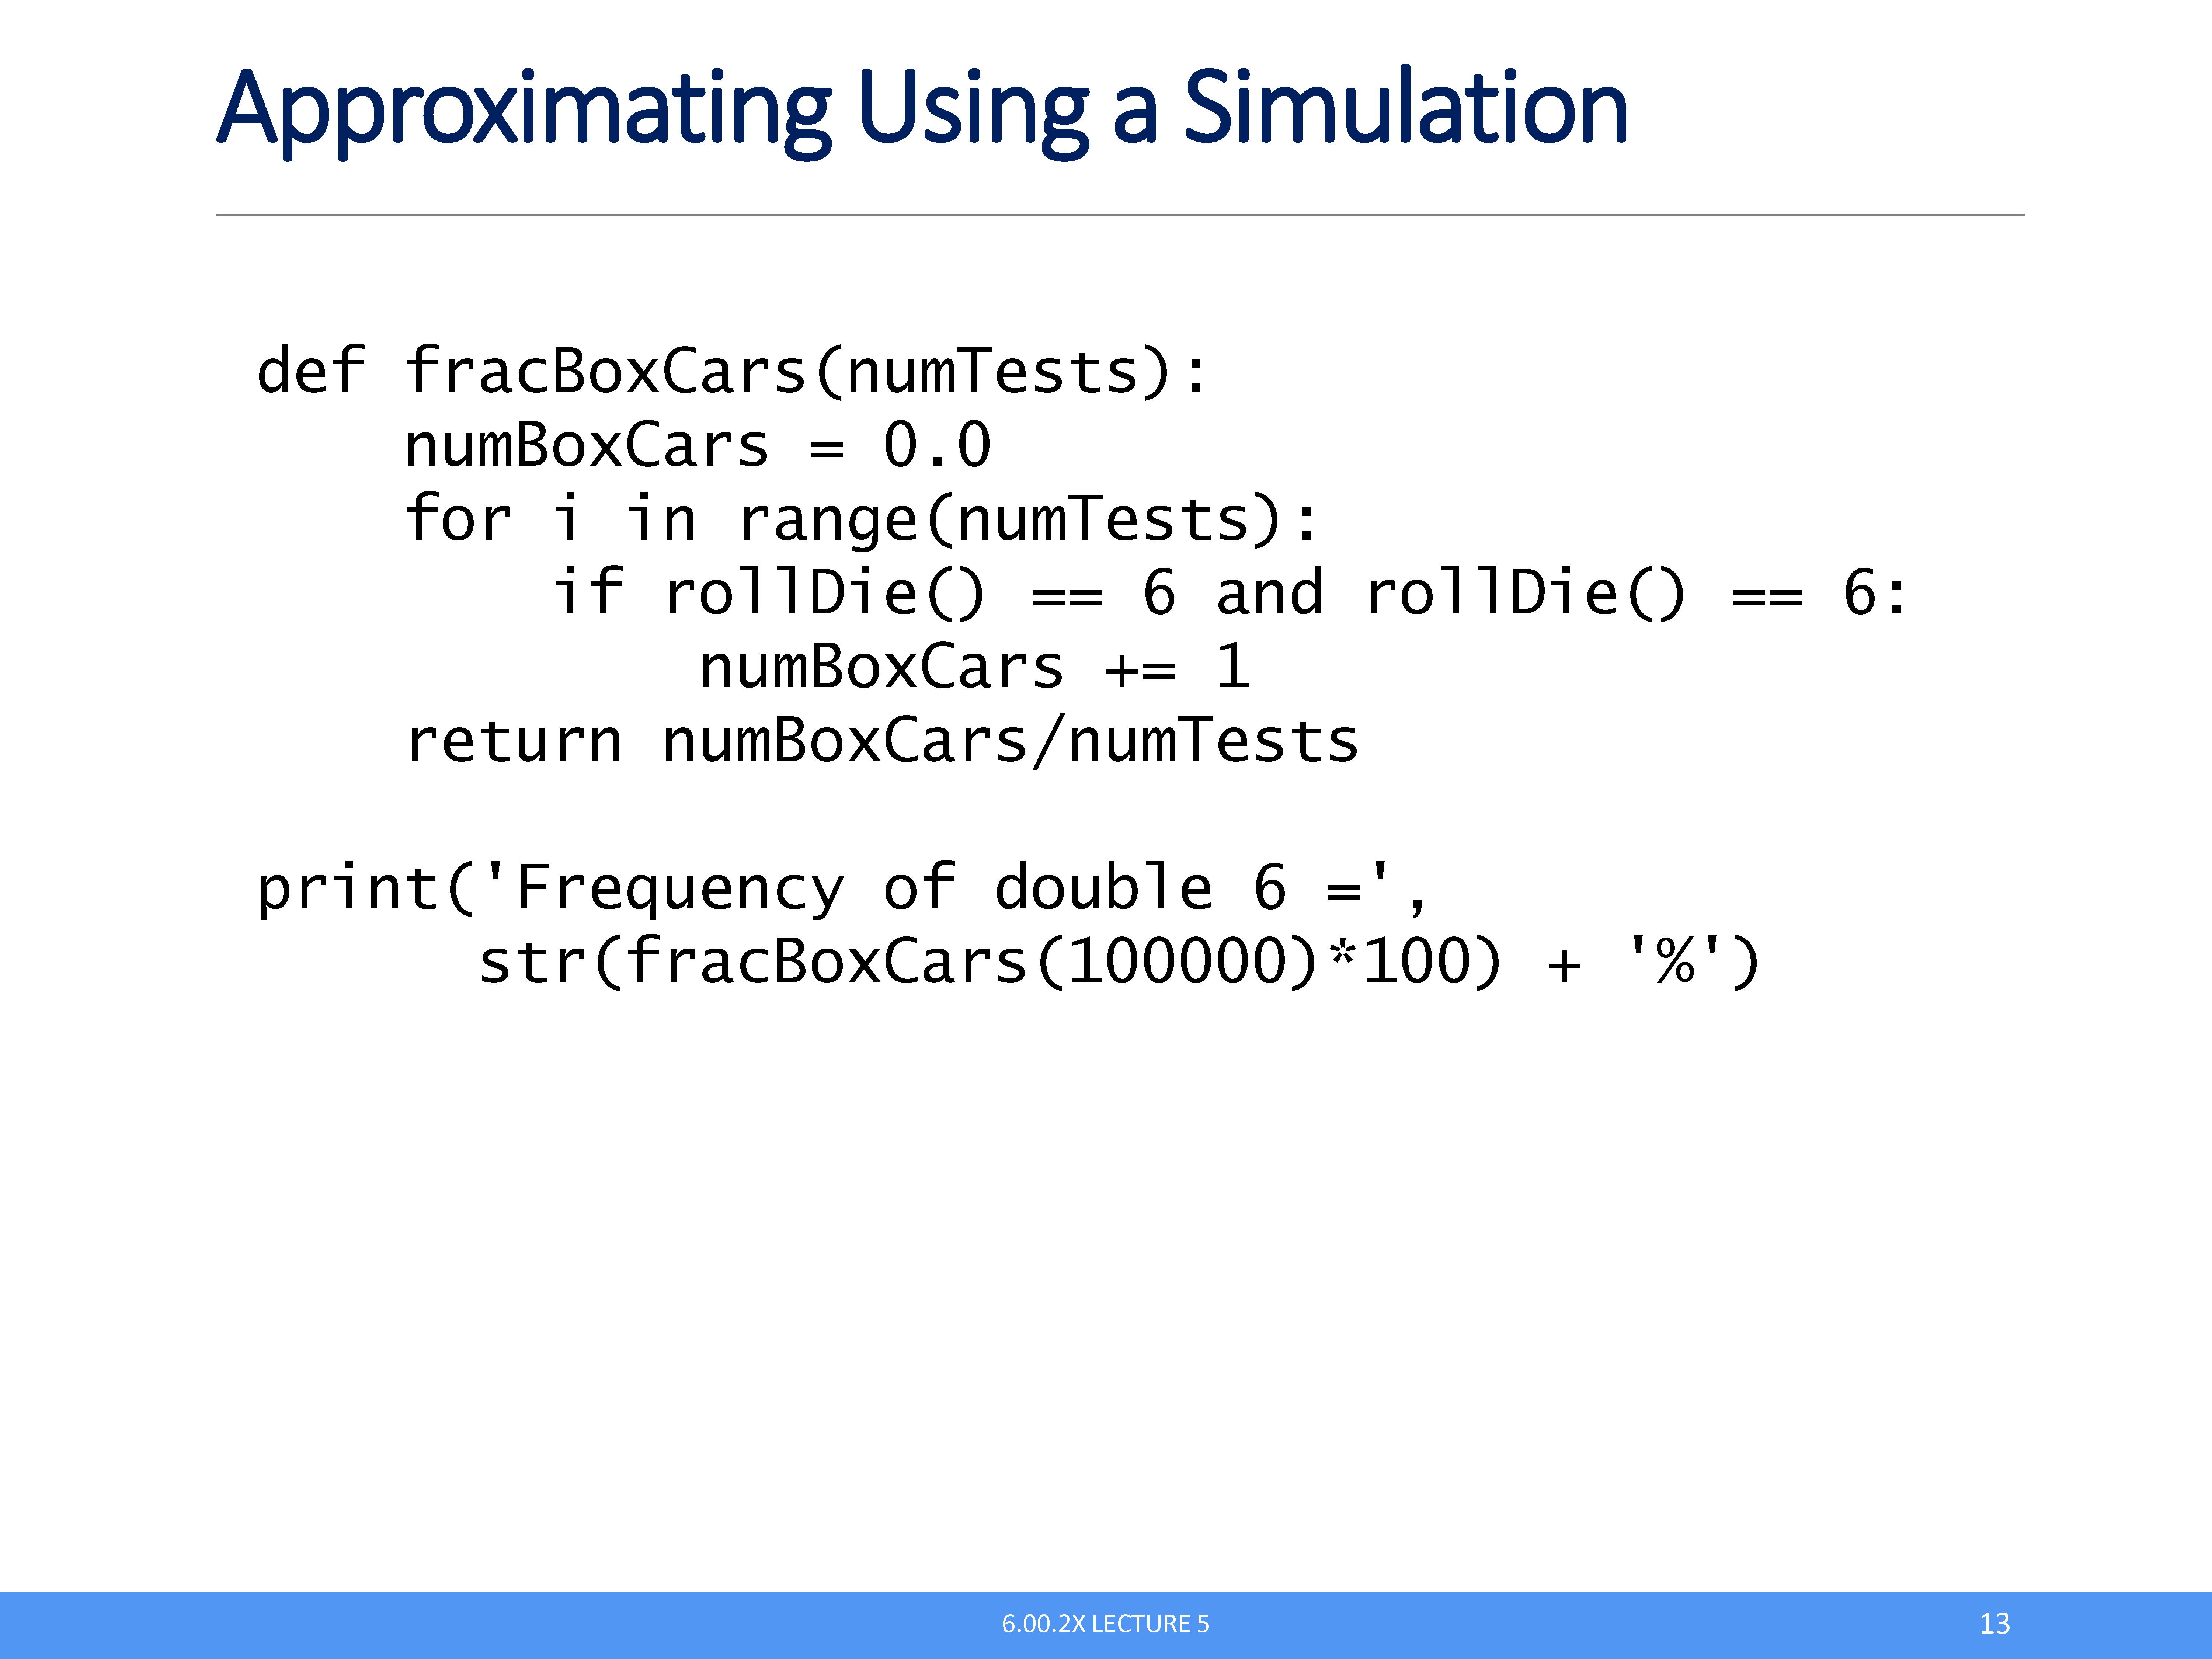 Approximating Using a Simulation
def fracBoxCars(numTests):
    numBoxCars = 0.0
    for i in range(numTests):
        if rollDie() == 6 and rollDie() == 6:
            numBoxCars += 1
    return numBoxCars/numTests
print('Frequency of double 6 =',
      str(fracBoxCars(100000)*100) + '%')
6.00.2X LECTURE 5
13